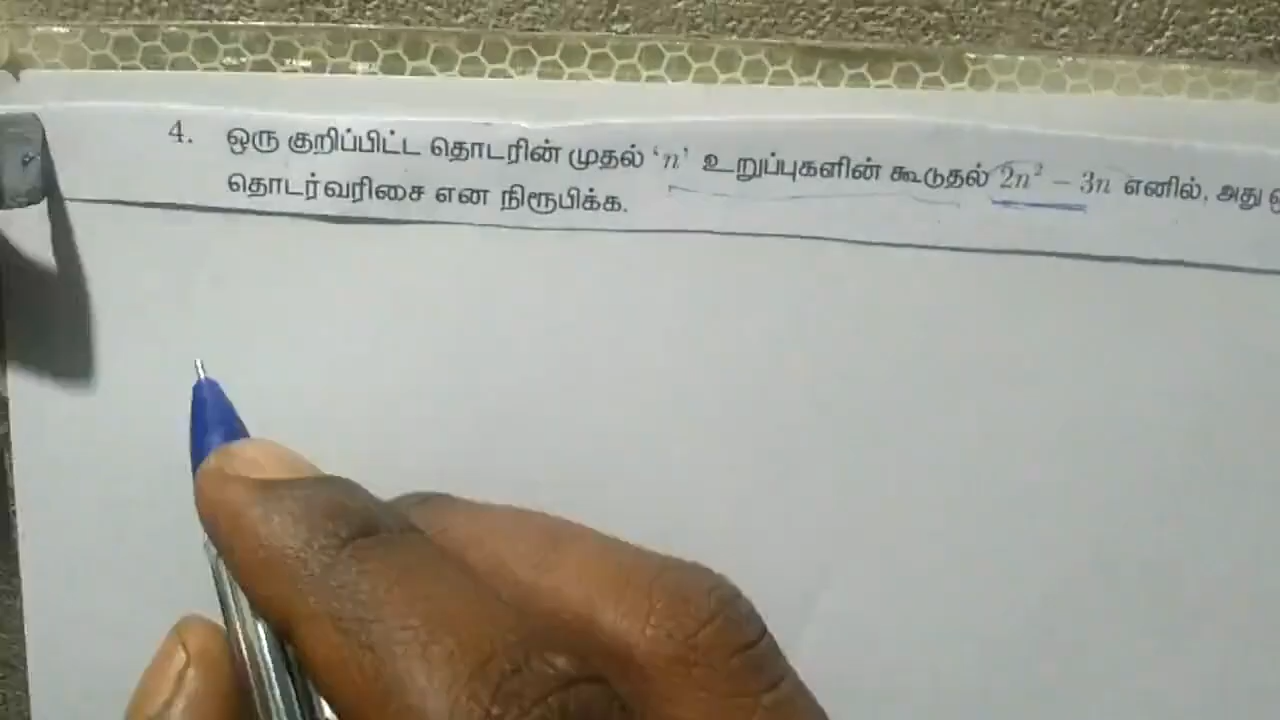 4. ஒரு குறிப்பிட்ட தொடரின் முதல் ‘n’ உறுப்புகளின் கூடுதல் 2n² − 3n எனில், அது
தொடர்வரிசை என நிரூபிக்க.